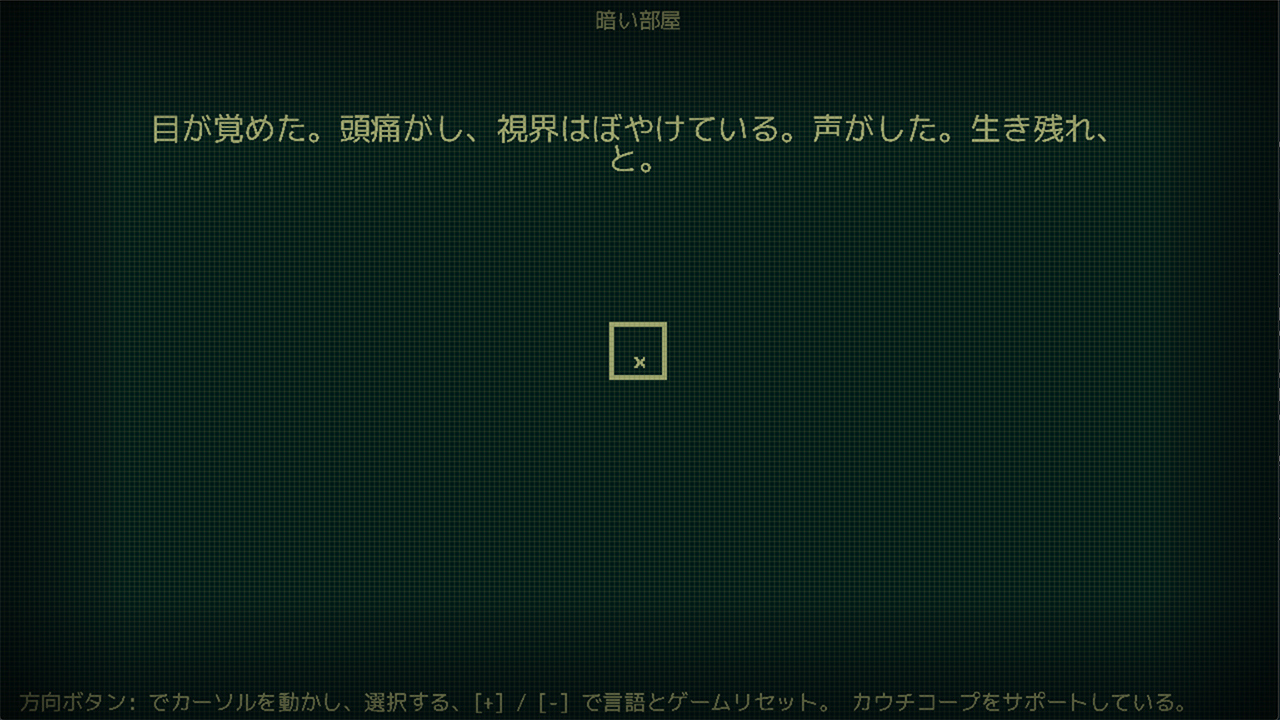 暗い部屋
目が覚めた。頭痛がし、視界はぼやけている。声がした。生き残れ、
と。
x
方向ボタン: でカーソルを動かし、選択する、[+] / [-] で言語とゲームリセット。 カウチコープをサポートしている。